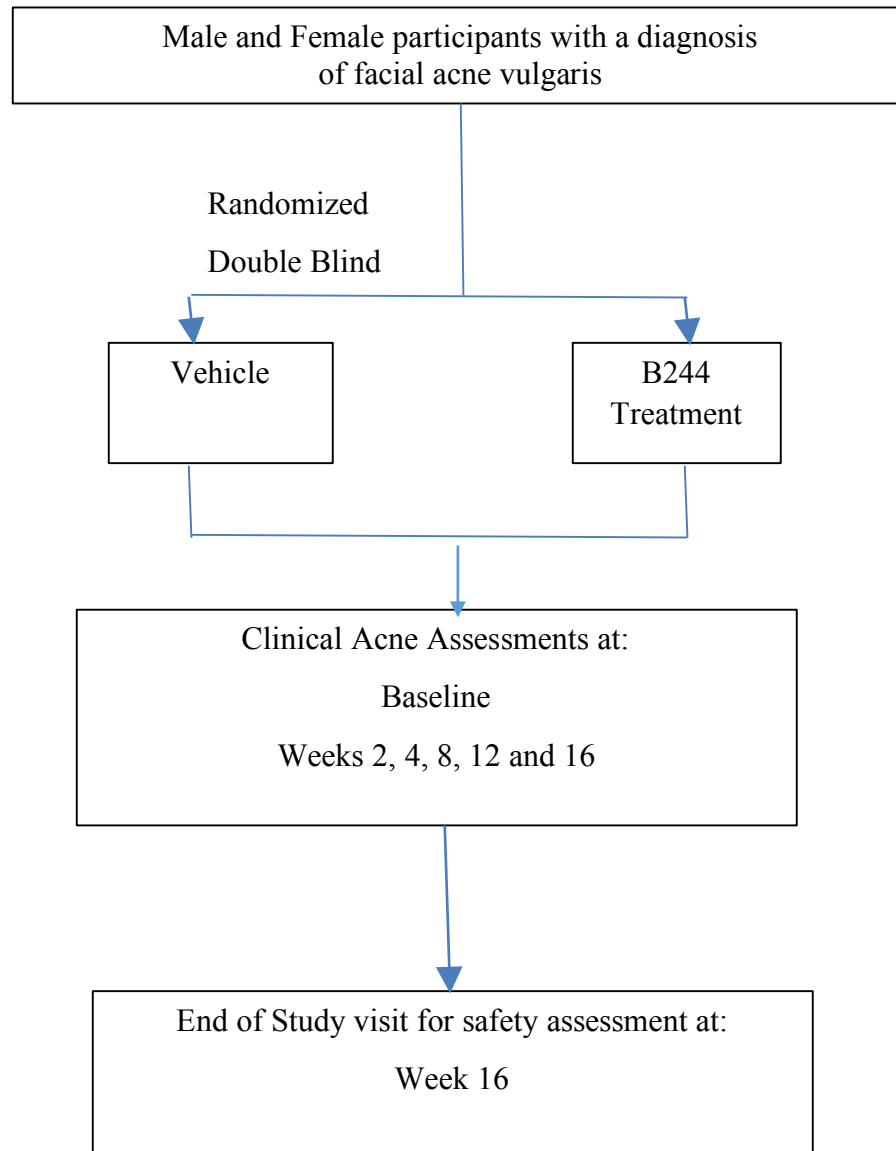 Male and Female participants with a diagnosis
of facial acne vulgaris
Randomized
Double Blind
Vehicle
B244
Treatment
Clinical Acne Assessments at:
Baseline
Weeks 2, 4, 8, 12 and 16
End of Study visit for safety assessment at:
Week 16